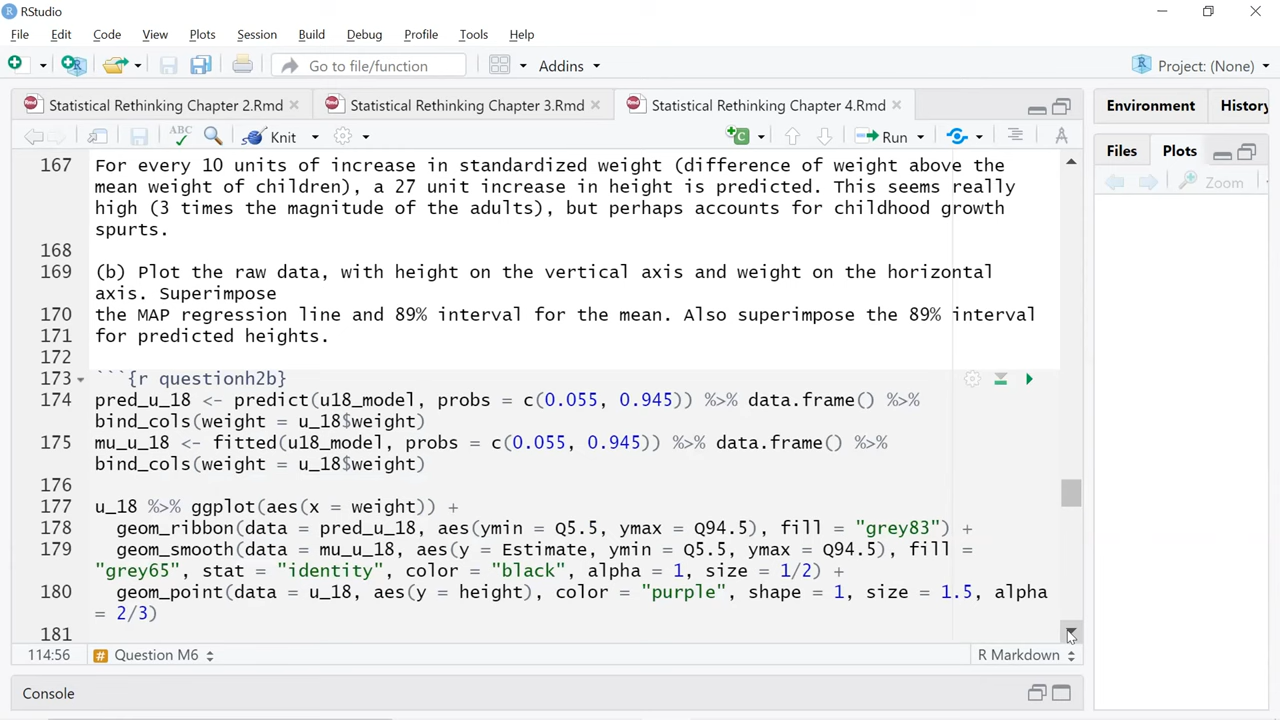 RStudio
File Edit Code View Plots Session Build Debug Profile Tools Help
Go to file/function Addins Project: (None)
Statistical Rethinking Chapter 2.Rmd Statistical Rethinking Chapter 3.Rmd Statistical Rethinking Chapter 4.Rmd Environment History
ABC Knit Run Files Plots
Zoom
167 For every 10 units of increase in standardized weight (difference of weight above the
mean weight of children), a 27 unit increase in height is predicted. This seems really
high (3 times the magnitude of the adults), but perhaps accounts for childhood growth
spurts.
168
169 (b) Plot the raw data, with height on the vertical axis and weight on the horizontal
axis. Superimpose
170 the MAP regression line and 89% interval for the mean. Also superimpose the 89% interval
171 for predicted heights.
172
173 ```{r questionh2b}
174 pred_u_18 <- predict(u18_model, probs = c(0.055, 0.945)) %>% data.frame() %>%
bind_cols(weight = u_18$weight)
175 mu_u_18 <- fitted(u18_model, probs = c(0.055, 0.945)) %>% data.frame() %>%
bind_cols(weight = u_18$weight)
176
177 u_18 %>% ggplot(aes(x = weight)) +
178 geom_ribbon(data = pred_u_18, aes(ymin = Q5.5, ymax = Q94.5), fill = "grey83") +
179 geom_smooth(data = mu_u_18, aes(y = Estimate, ymin = Q5.5, ymax = Q94.5), fill =
"grey65", stat = "identity", color = "black", alpha = 1, size = 1/2) +
180 geom_point(data = u_18, aes(y = height), color = "purple", shape = 1, size = 1.5, alpha
= 2/3)
181
114:56 # Question M6 R Markdown
Console